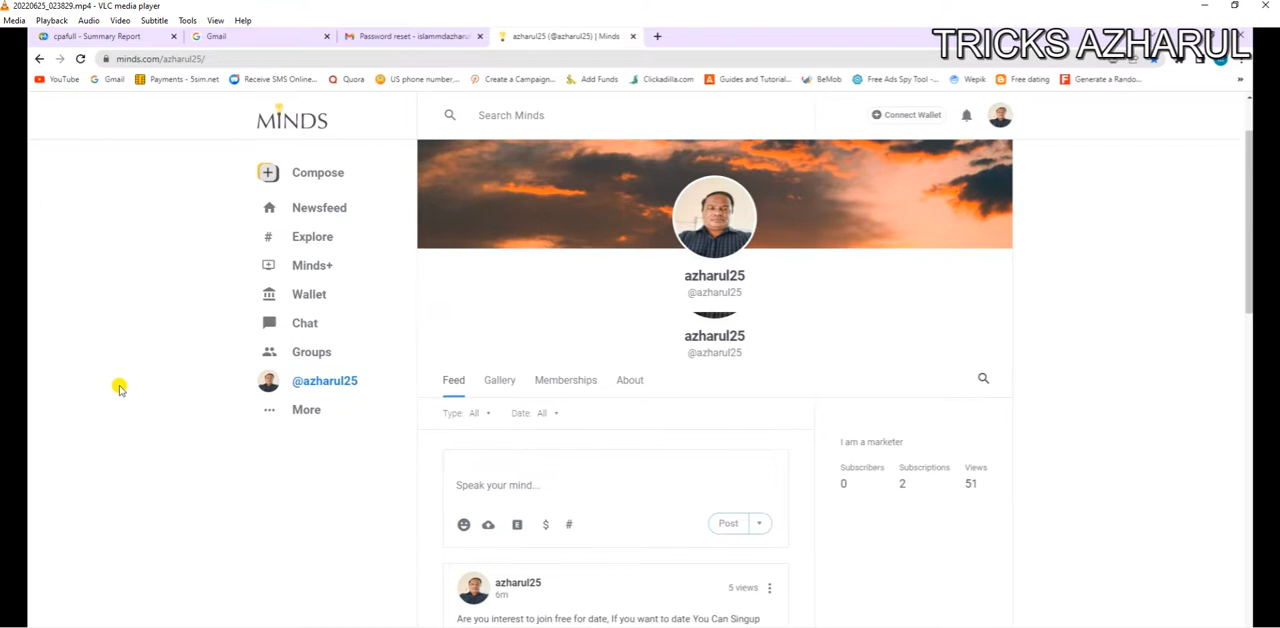 20220625_023829.mp4 - VLC media player
Media Playback Audio Video Subtitle Tools View Help
cpafull - Summary Report
Gmail
Password reset - islammdazharul
azharul25 (@azharul25) | Minds
TRICKS AZHARUL
minds.com/azharul25/
YouTube Gmail Payments - 5sim.net Receive SMS Online... Quora US phone number,... Create a Campaign... Add Funds Clickadilla.com Guides and Tutorial... BeMob Free Ads Spy Tool -... Wepik Free dating Generate a Rando...
MINDS
Search Minds
Connect Wallet
Compose
Newsfeed
Explore
Minds+
Wallet
Chat
Groups
@azharul25
More
azharul25
@azharul25
azharul25
@azharul25
Feed Gallery Memberships About
Type: All Date: All
Speak your mind...
Post
I am a marketer
Subscribers Subscriptions Views
0 2 51
azharul25
6m
5 views
Are you interest to join free for date, If you want to date You Can Singup